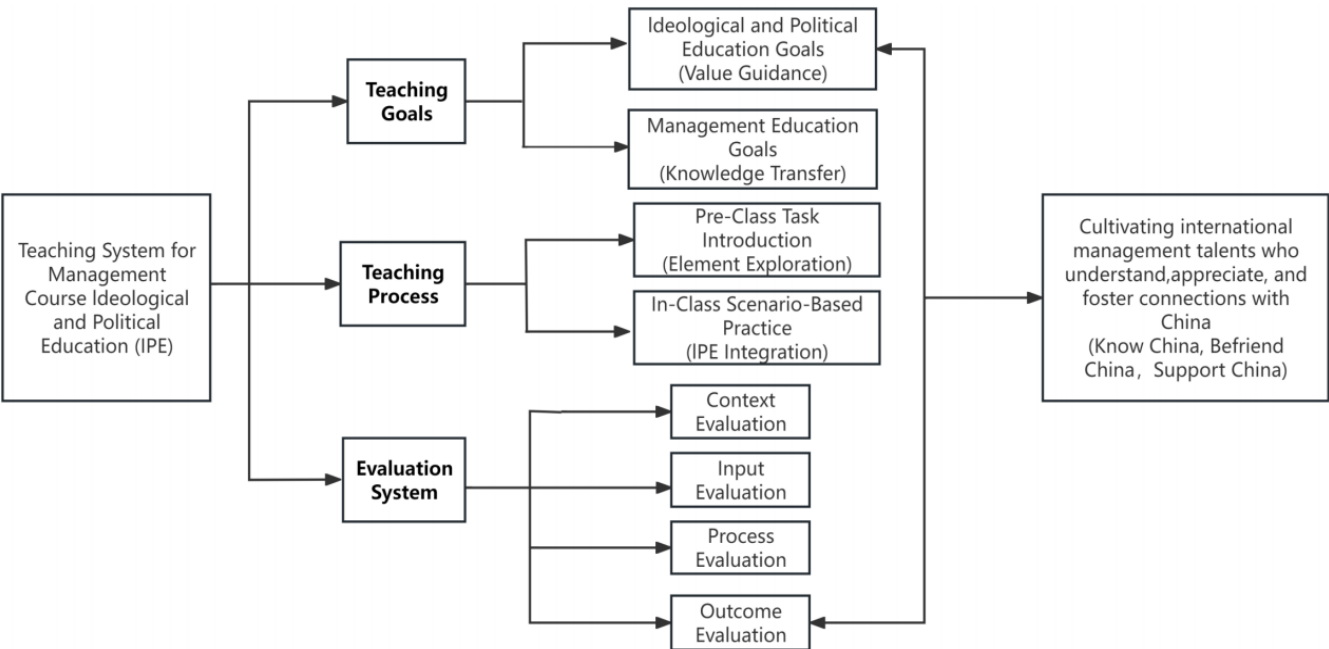 Teaching System for
Management
Course Ideological
and Political
Education (IPE)
Teaching
Goals
Ideological and Political
Education Goals
(Value Guidance)
Management Education
Goals
(Knowledge Transfer)
Teaching
Process
Pre-Class Task
Introduction
(Element Exploration)
In-Class Scenario-Based
Practice
(IPE Integration)
Evaluation
System
Context
Evaluation
Input
Evaluation
Process
Evaluation
Outcome
Evaluation
Cultivating international
management talents who
understand,appreciate, and
foster connections with
China
(Know China, Befriend
China，Support China)